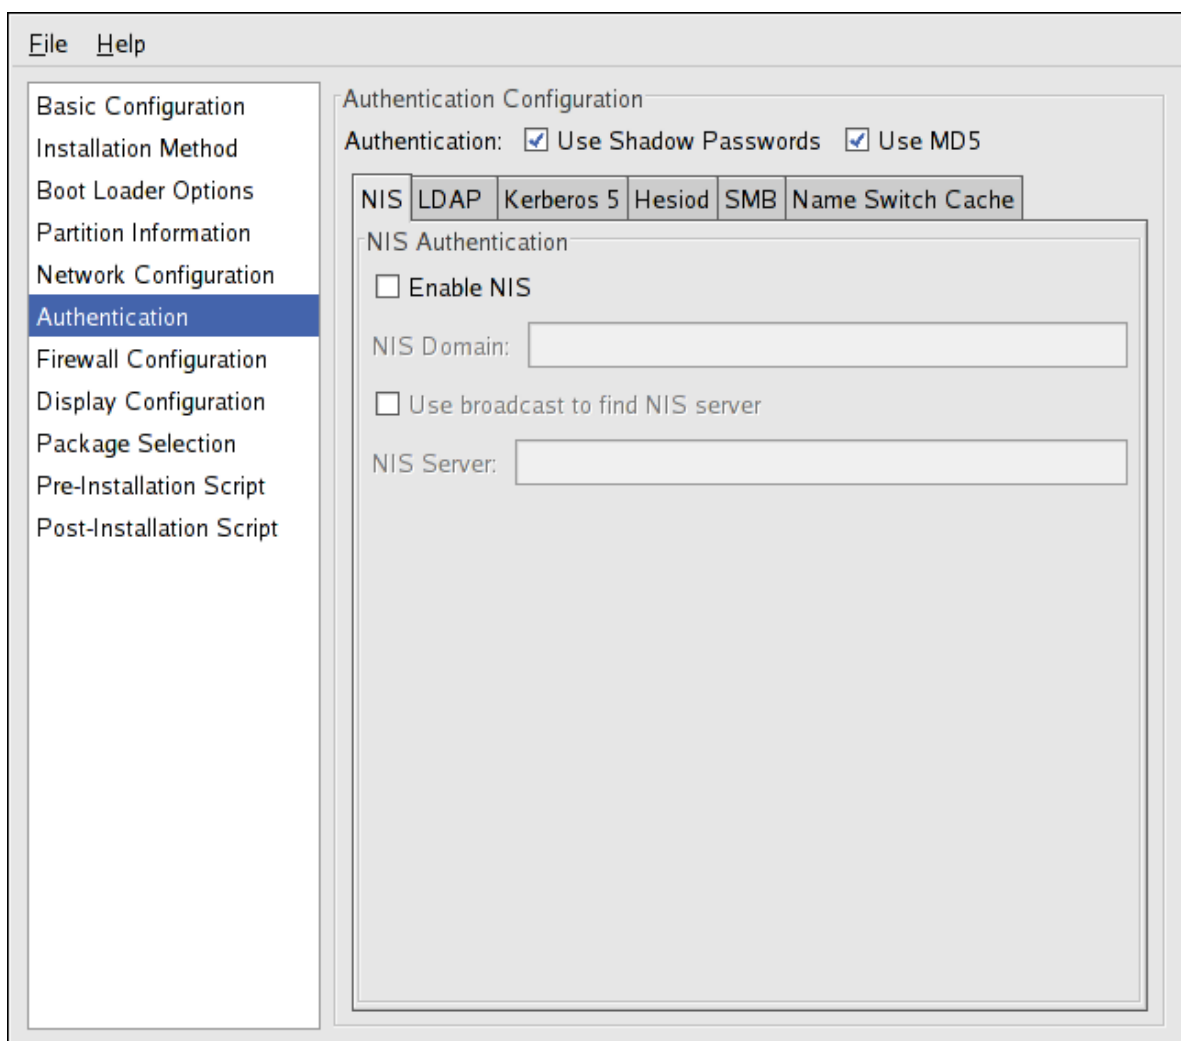 File Help
Basic Configuration
Installation Method
Boot Loader Options
Partition Information
Network Configuration
Authentication
Firewall Configuration
Display Configuration
Package Selection
Pre-Installation Script
Post-Installation Script
Authentication Configuration
Authentication: Use Shadow Passwords Use MD5
NIS LDAP Kerberos 5 Hesiod SMB Name Switch Cache
NIS Authentication
Enable NIS
NIS Domain:
Use broadcast to find NIS server
NIS Server: